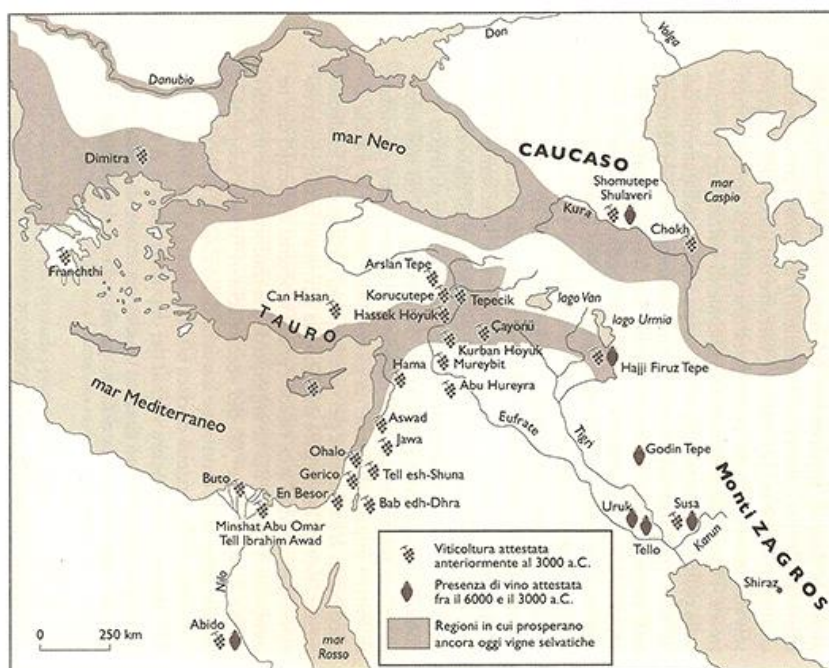 Don
Volga
Danubio
mar Nero
CAUCASO
Dimitra
Shomutepe
Shulaveri
mar
Caspio
Kura
Chokh
Franchthi
Arslan Tepe
Can Hasan
Korucutepe
Tepecik
lago Van
lago Urmia
TAURO
Hassek Höyük
Çayönü
Kurban Höyük
Mureybit
Hajji Firuz Tepe
Hama
Abu Hureyra
mar Mediterraneo
Eufrate
Tigri
Aswad
Jawa
Godin Tepe
Ohalo
Gerico
Tell esh-Shuna
Buto
En Besor
Bab edh-Dhra
Uruk
Susa
Monti ZAGROS
Minshat Abu Omar
Tell Ibrahim Awad
Tello
Karun
Shiraz
Nilo
Abido
mar
Rosso
0
250 km
Viticoltura attestata
anteriormente al 3000 a.C.
Presenza di vino attestata
fra il 6000 e il 3000 a.C.
Regioni in cui prosperano
ancora oggi vigne selvatiche